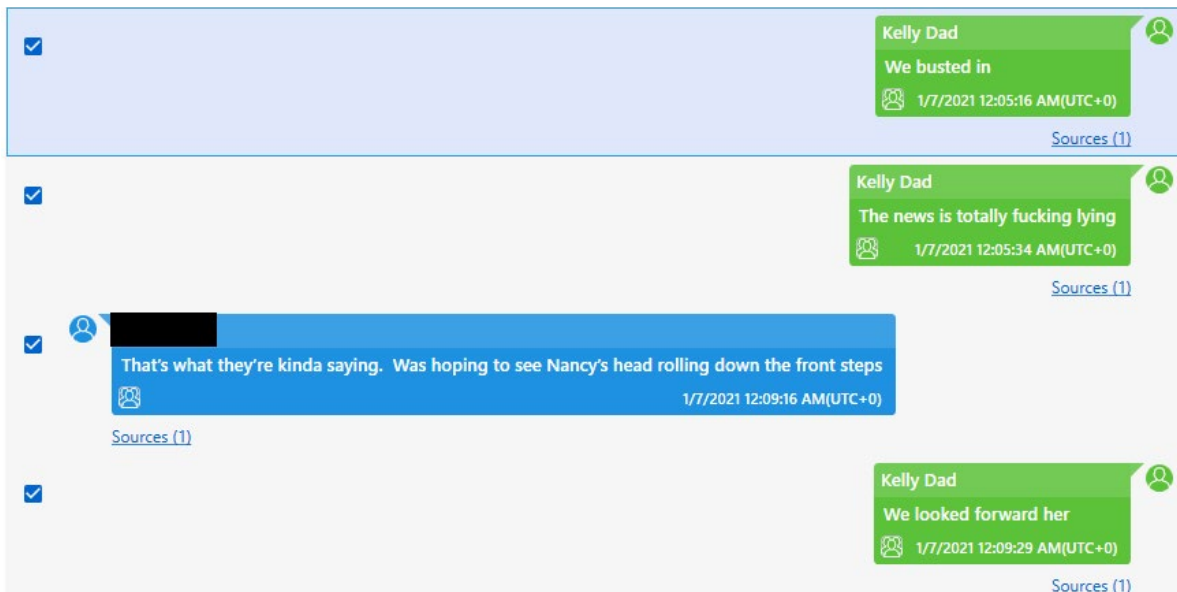 Kelly Dad
We busted in
1/7/2021 12:05:16 AM(UTC+0)
Sources (1)
Kelly Dad
The news is totally fucking lying
1/7/2021 12:05:34 AM(UTC+0)
Sources (1)
That's what they're kinda saying.  Was hoping to see Nancy's head rolling down the front steps
1/7/2021 12:09:16 AM(UTC+0)
Sources (1)
Kelly Dad
We looked forward her
1/7/2021 12:09:29 AM(UTC+0)
Sources (1)